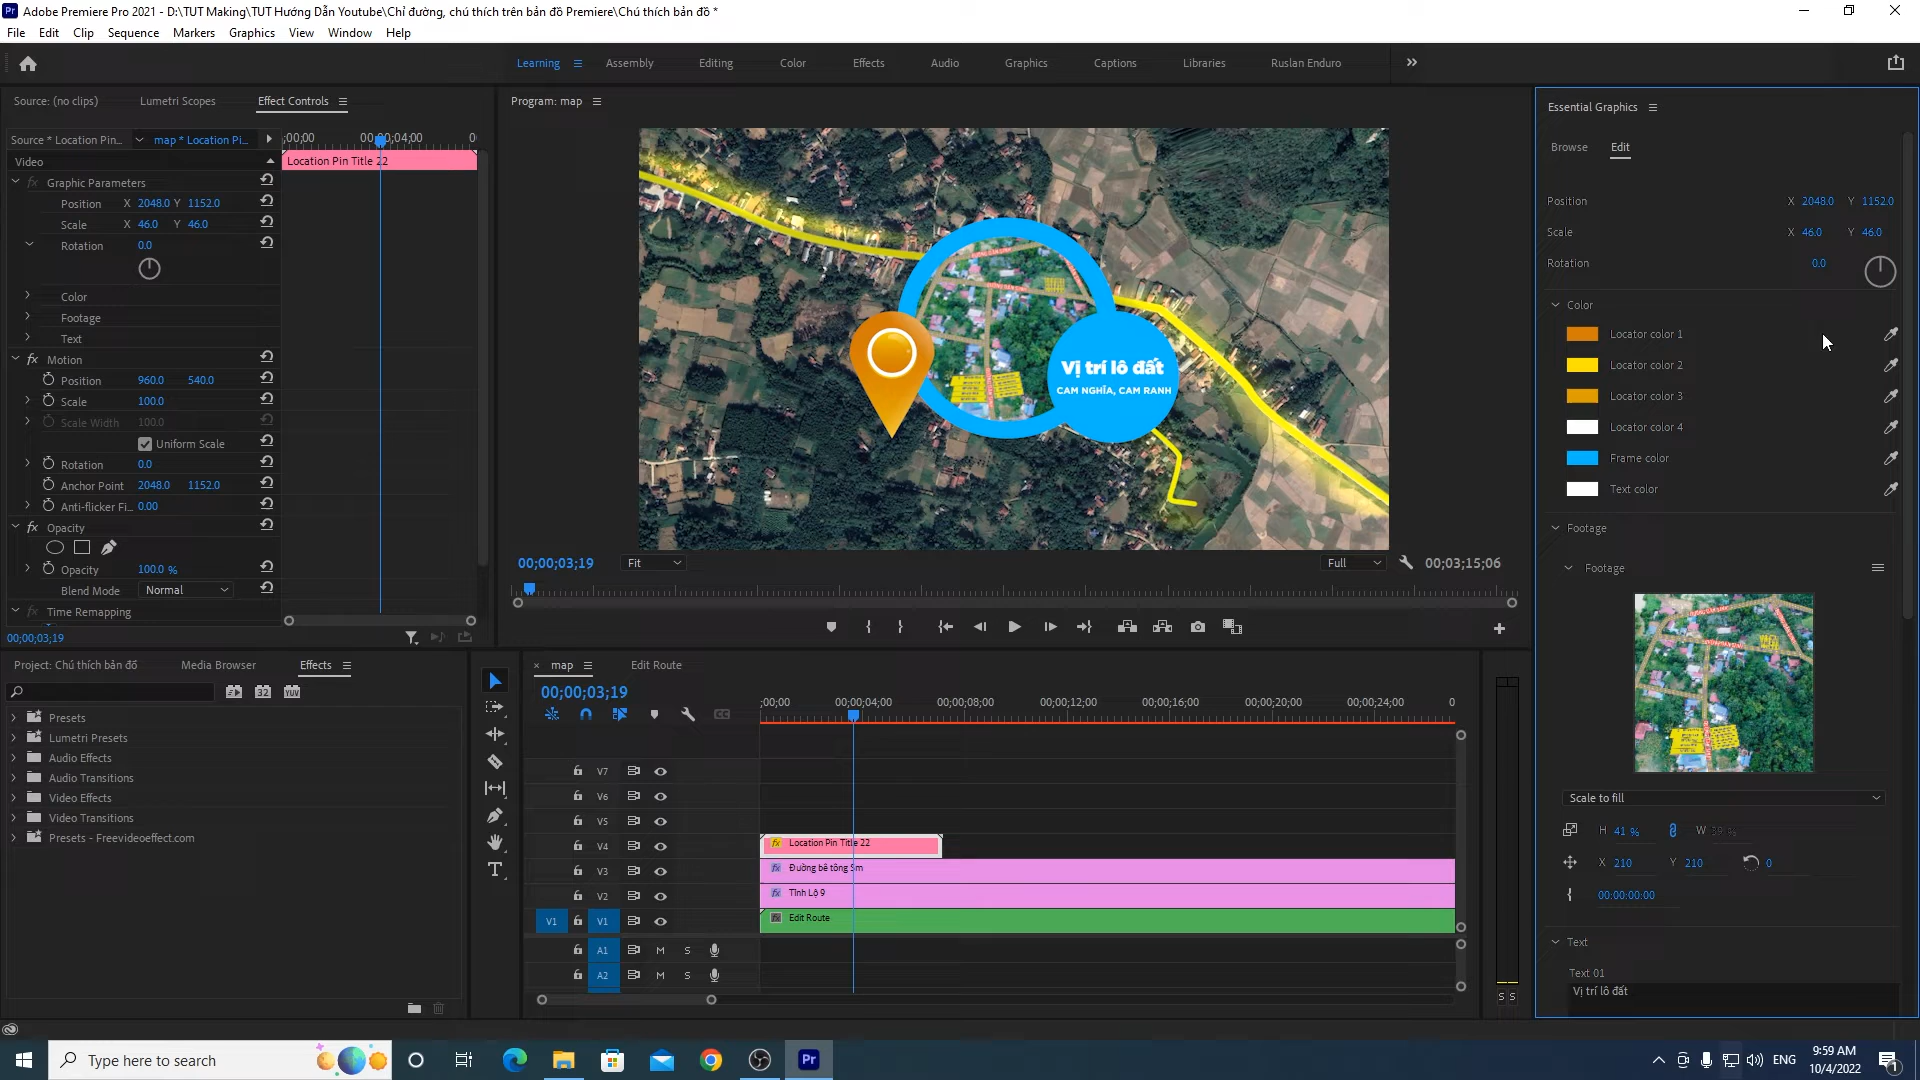 Adobe Premiere Pro 2021 - D:\TUT Making\TUT Hướng Dẫn Youtube\Chỉ đường, chú thích trên bản đồ Premiere\Chú thích bản đồ *
File Edit Clip Sequence Markers Graphics View Window Help
Learning Assembly Editing Color Effects Audio Graphics Captions Libraries Ruslan Enduro
Source: (no clips) Lumetri Scopes Effect Controls
Source * Location Pin... map * Location Pi... ;00;00 00;00;04;00
Video
Location Pin Title 22
Graphic Parameters
Position X 2048.0 Y 1152.0
Scale X 46.0 Y 46.0
Rotation 0.0
Color
Footage
Text
Motion
Position 960.0 540.0
Scale 100.0
Scale Width 100.0
Uniform Scale
Rotation 0.0
Anchor Point 2048.0 1152.0
Anti-flicker Fi... 0.00
Opacity
Opacity 100.0 %
Blend Mode Normal
Time Remapping
00;00;03;19
Program: map
Vị trí lô đất
CAM NGHĨA, CAM RANH
00;00;03;19 Fit Full 00;03;15;06
Essential Graphics
Browse Edit
Position X 2048.0 Y 1152.0
Scale X 46.0 Y 46.0
Rotation 0.0
Color
Locator color 1
Locator color 2
Locator color 3
Locator color 4
Frame color
Text color
Footage
Footage
Scale to fill
H 41 % W
X 210 Y 210 0
00:00:00:00
Text
Text 01
Vị trí lô đất
Project: Chú thích bản đồ Media Browser Effects
Presets
Lumetri Presets
Audio Effects
Audio Transitions
Video Effects
Video Transitions
Presets - Freevideoeffect.com
map Edit Route
00;00;03;19
;00;00 00;00;04;00 00;00;08;00 00;00;12;00 00;00;16;00 00;00;20;00 00;00;24;00 0
V7
V6
V5
V4 Location Pin Title 22
V3 Đường bê tông 5m
V2 Tỉnh Lộ 9
V1 V1 Edit Route
A1 M S
A2 M S
S S
Type here to search
ENG
9:59 AM
10/4/2022
1